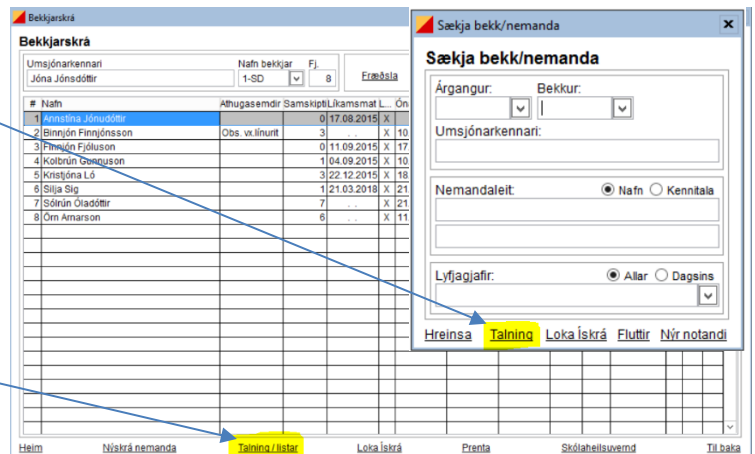 Bekkjarskrá
Bekkjarskrá
Umsjónarkennari Nafn bekkjar Fj.
Jóna Jónsdóttir 1-SD 8 Fræðsla
# Nafn Athugasemdir Samskipti Líkamsmat L...
1 Annstína Jónudóttir 0 17.08.2015 X
2 Binnjón Finnjónsson Obs. vx.línurit 3 . . X 10
3 Finnjón Fjóluson 0 11.09.2015 X 17
4 Kolbrún Gunnuson 1 04.09.2015 X 10
5 Kristjóna Ló 3 22.12.2015 X 18
6 Silja Sig 1 21.03.2018 X 21
7 Sólrún Óladóttir 7 . . X 21
8 Örn Arnarson 6 . . X 11
Heim Nýskrá nemanda Talning / listar Loka Ískrá Prenta Skólaheilsuvernd Til baka
Sækja bekk/nemanda x
Sækja bekk/nemanda
Árgangur: Bekkur:
Umsjónarkennari:
Nemandaleit: Nafn Kennitala
Lyfjagjafir: Allar Dagsins
Hreinsa Talning Loka Ískrá Fluttir Nýr notandi